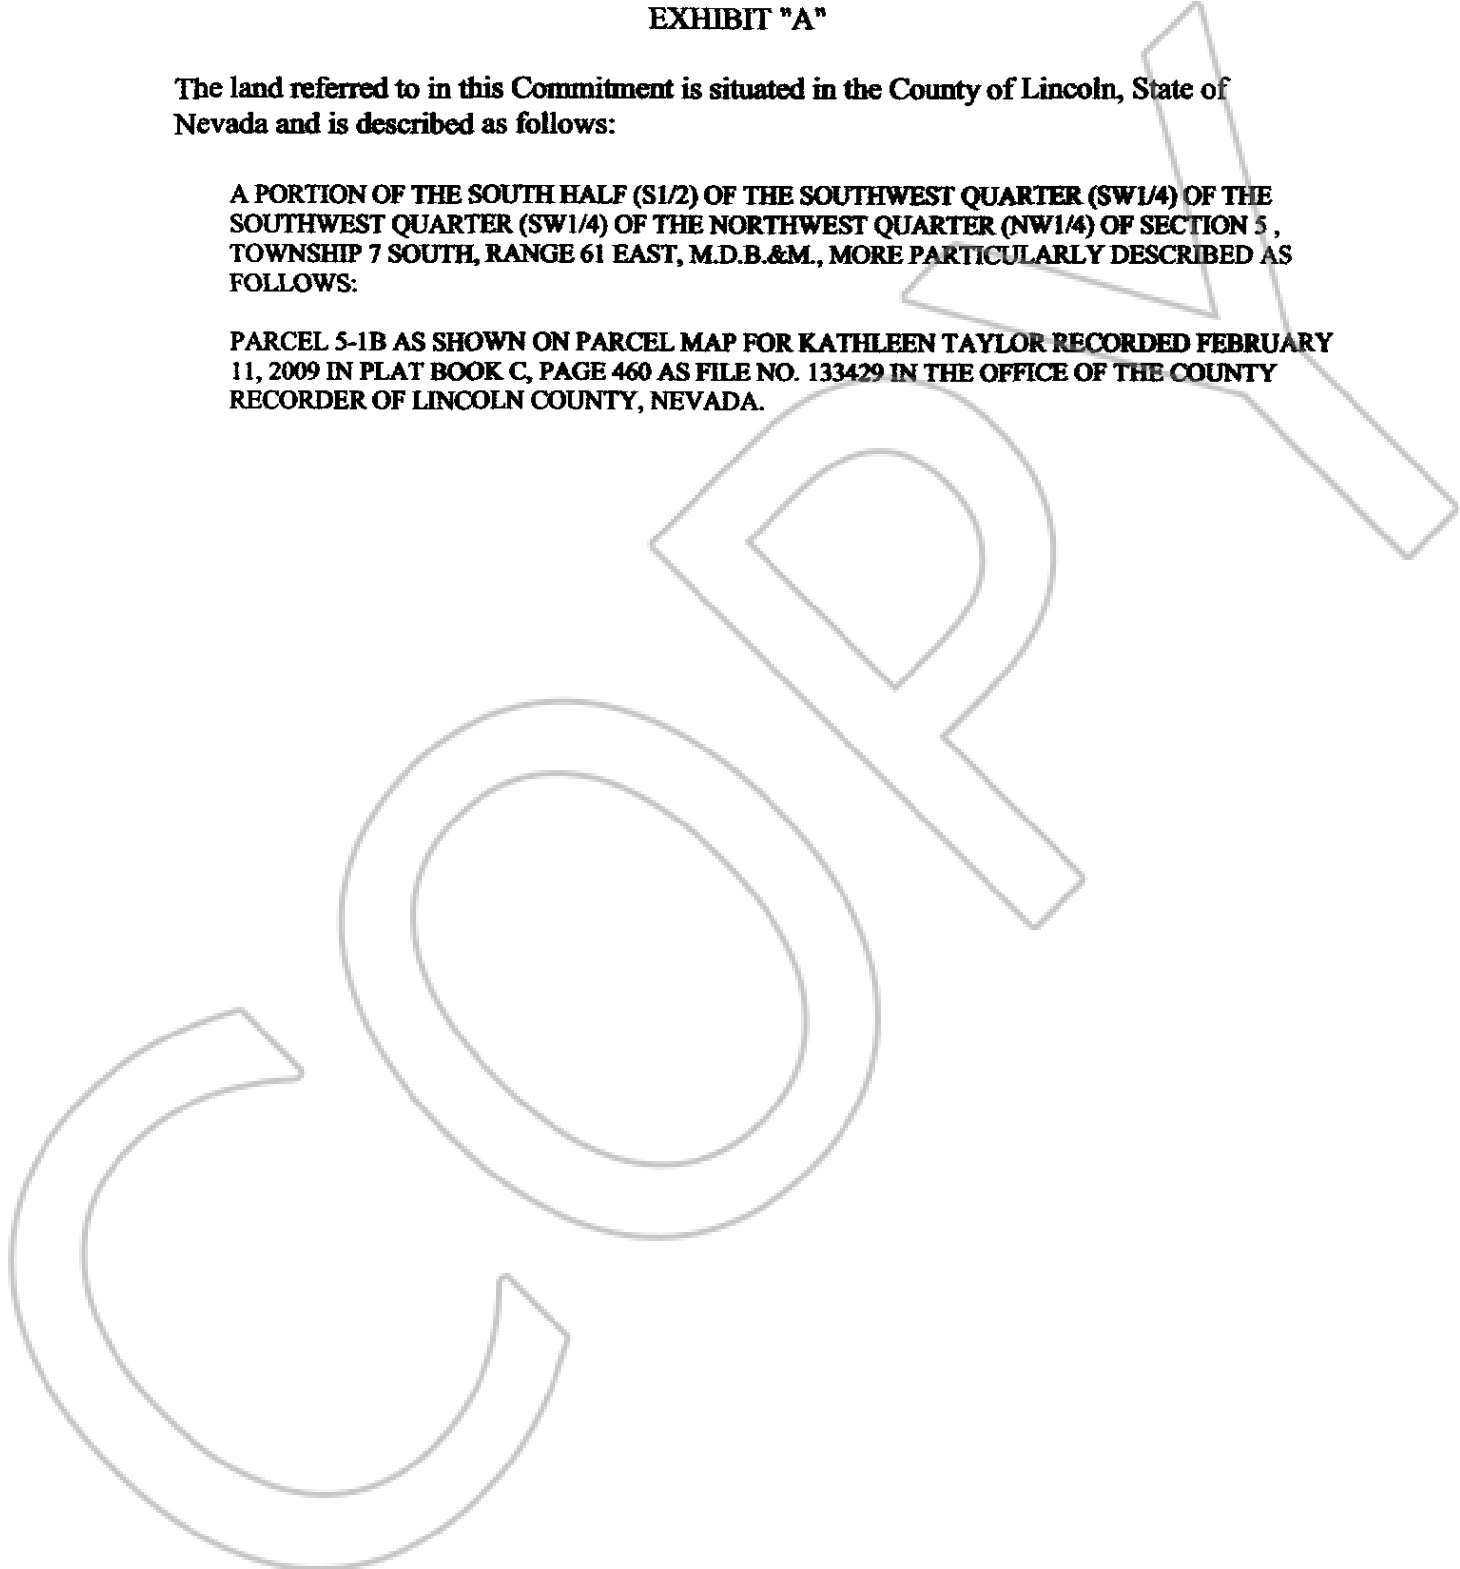 EXHIBIT "A"
The land referred to in this Commitment is situated in the County of Lincoln, State of
Nevada and is described as follows:
A PORTION OF THE SOUTH HALF (S1/2) OF THE SOUTHWEST QUARTER (SW1/4) OF THE
SOUTHWEST QUARTER (SW1/4) OF THE NORTHWEST QUARTER (NW1/4) OF SECTION 5 ,
TOWNSHIP 7 SOUTH, RANGE 61 EAST, M.D.B.&M., MORE PARTICULARLY DESCRIBED AS
FOLLOWS:
PARCEL 5-1B AS SHOWN ON PARCEL MAP FOR KATHLEEN TAYLOR RECORDED FEBRUARY
11, 2009 IN PLAT BOOK C, PAGE 460 AS FILE NO. 133429 IN THE OFFICE OF THE COUNTY
RECORDER OF LINCOLN COUNTY, NEVADA.
COPY